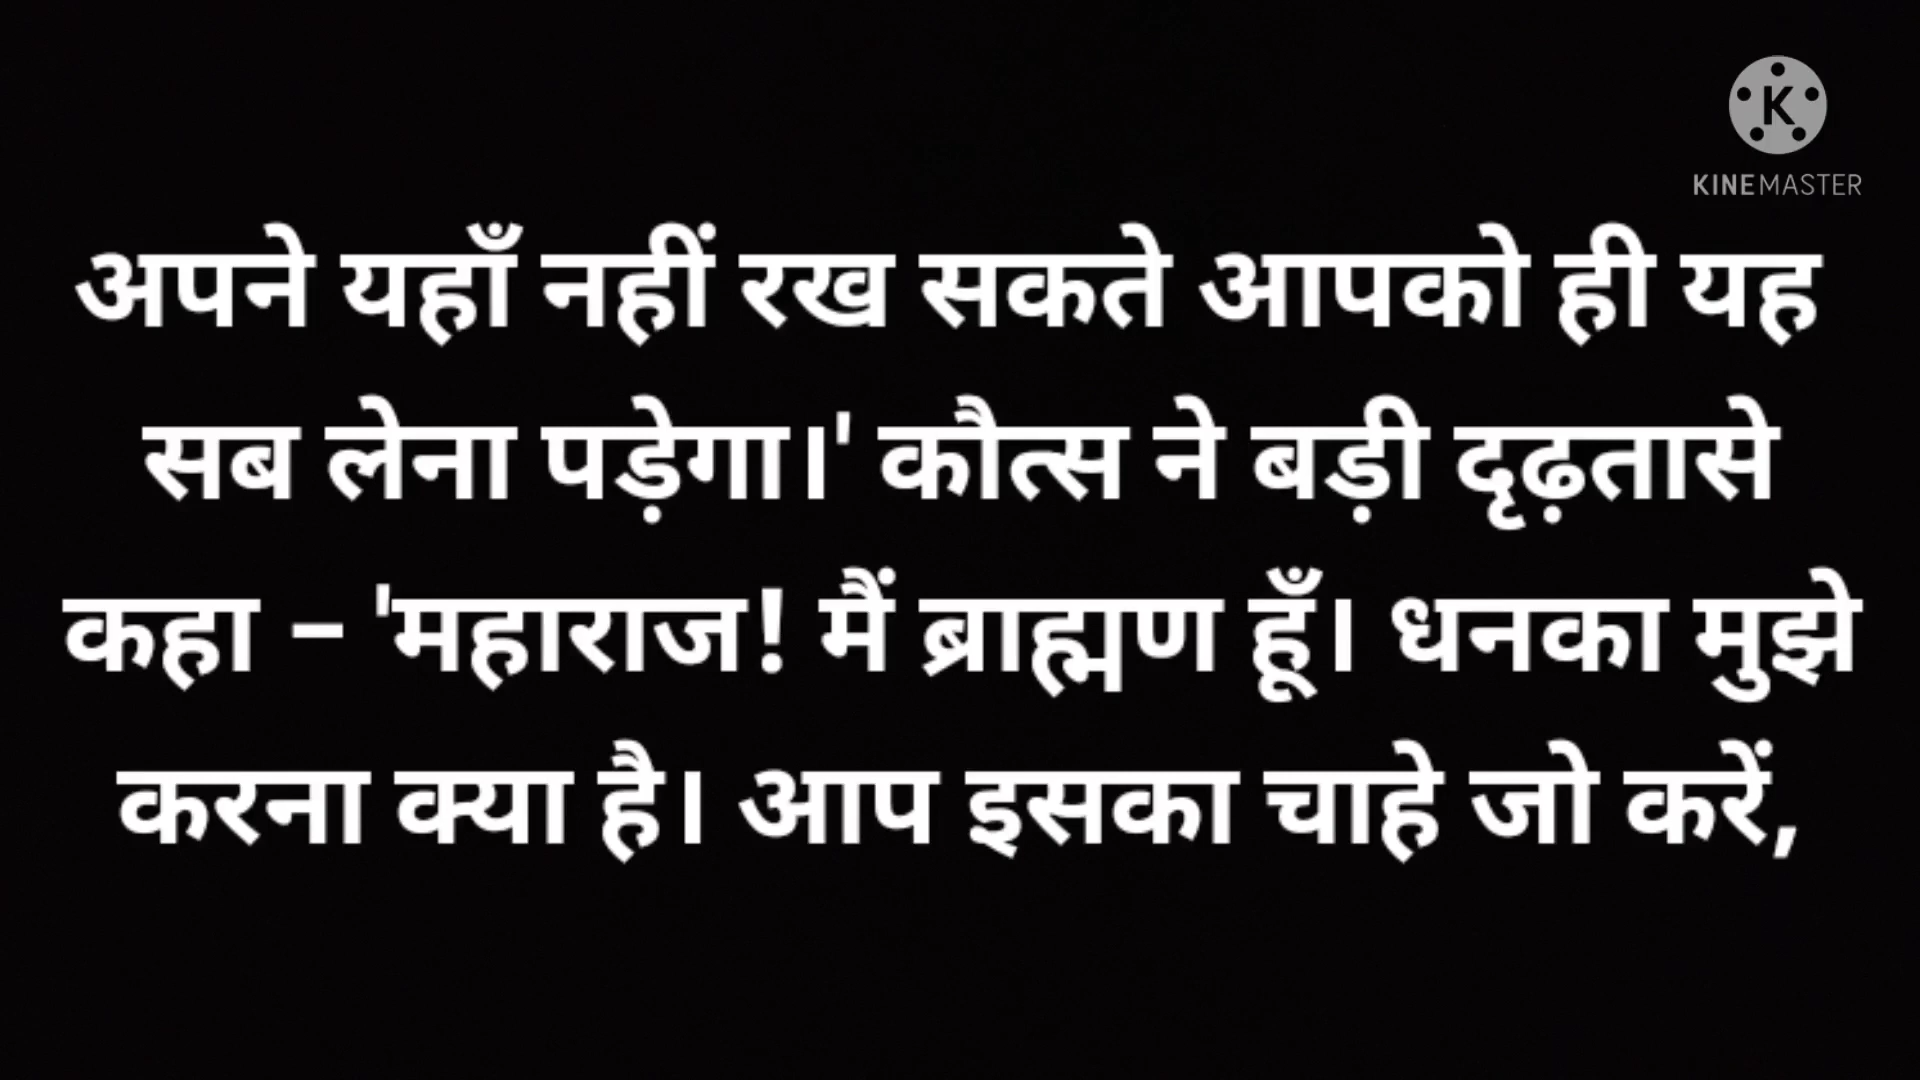 KINEMASTER
अपने यहाँ नहीं रख सकते आपको ही यह
सब लेना पड़ेगा।' कौत्स ने बड़ी दृढ़तासे
कहा – 'महाराज! मैं ब्राह्मण हूँ। धनका मुझे
करना क्या है। आप इसका चाहे जो करें,